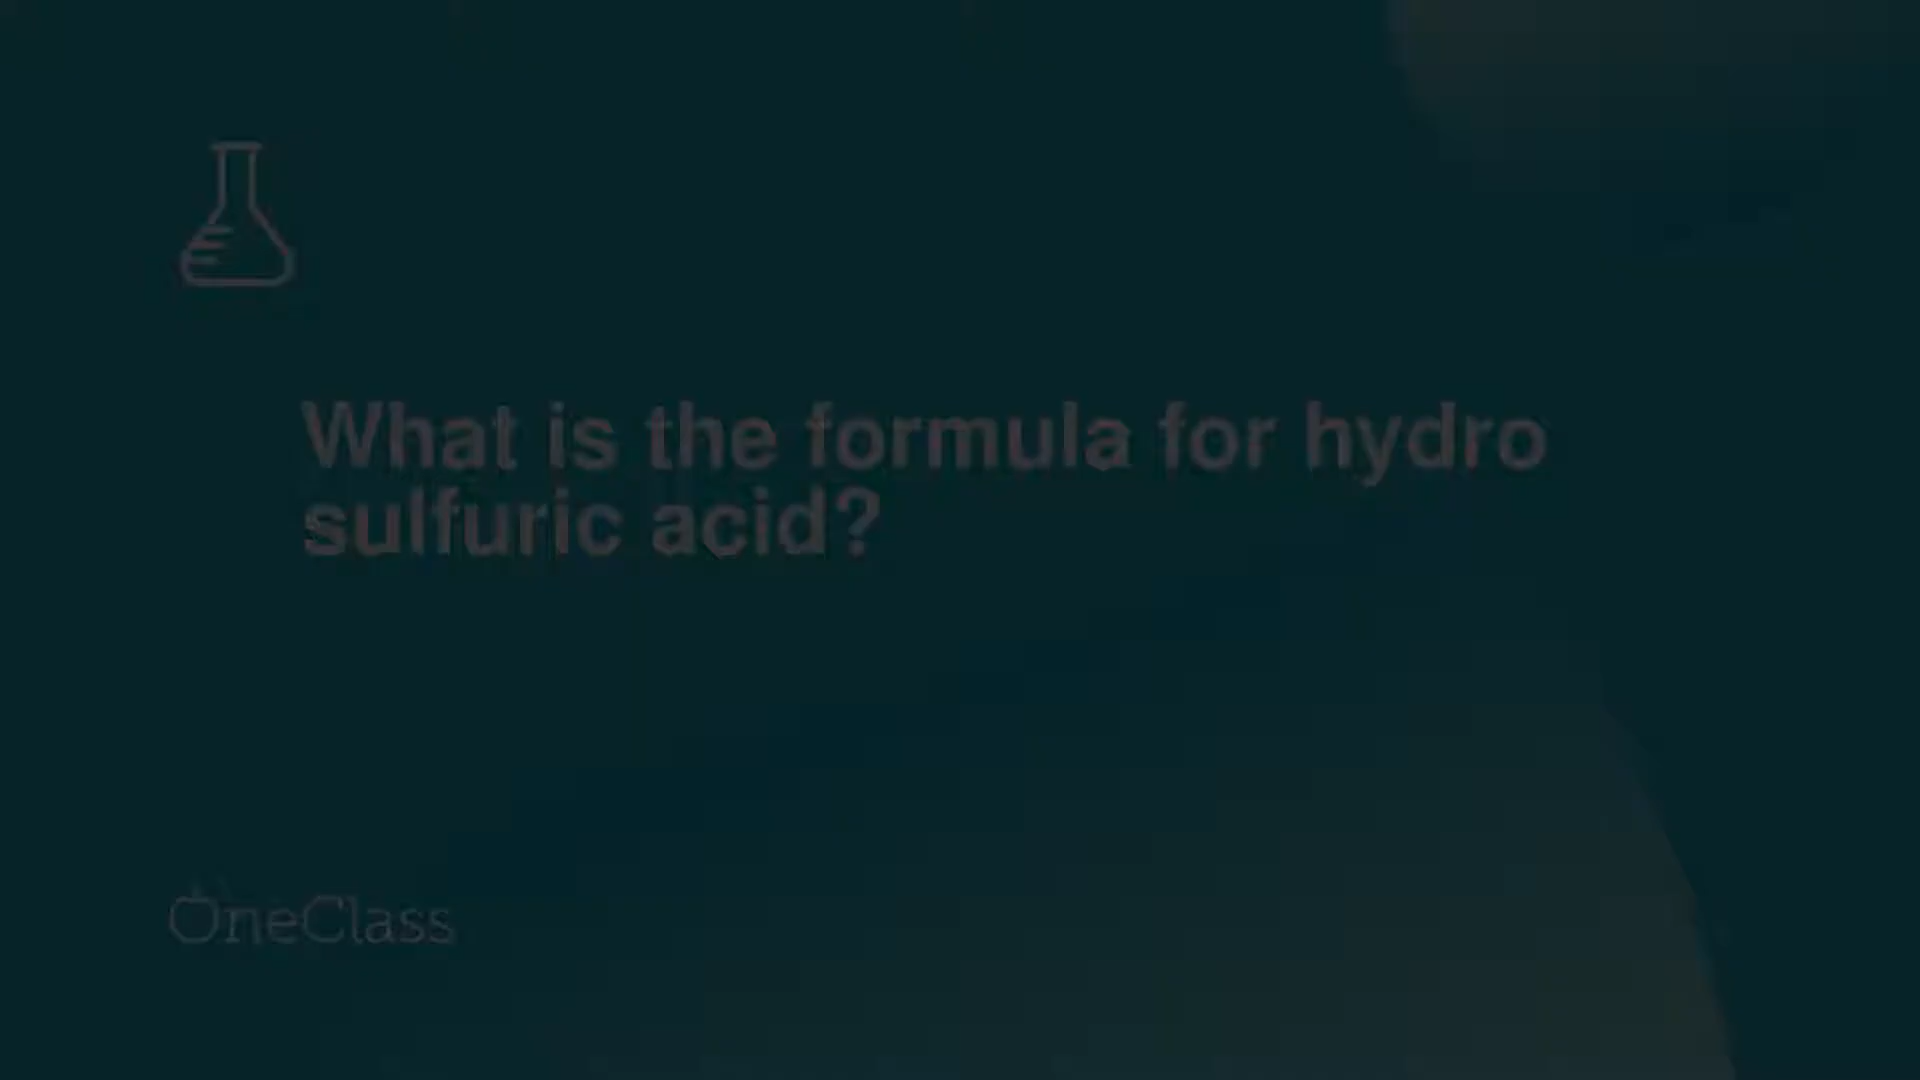 What is the formula for hydro
sulfuric acid?
OneClass